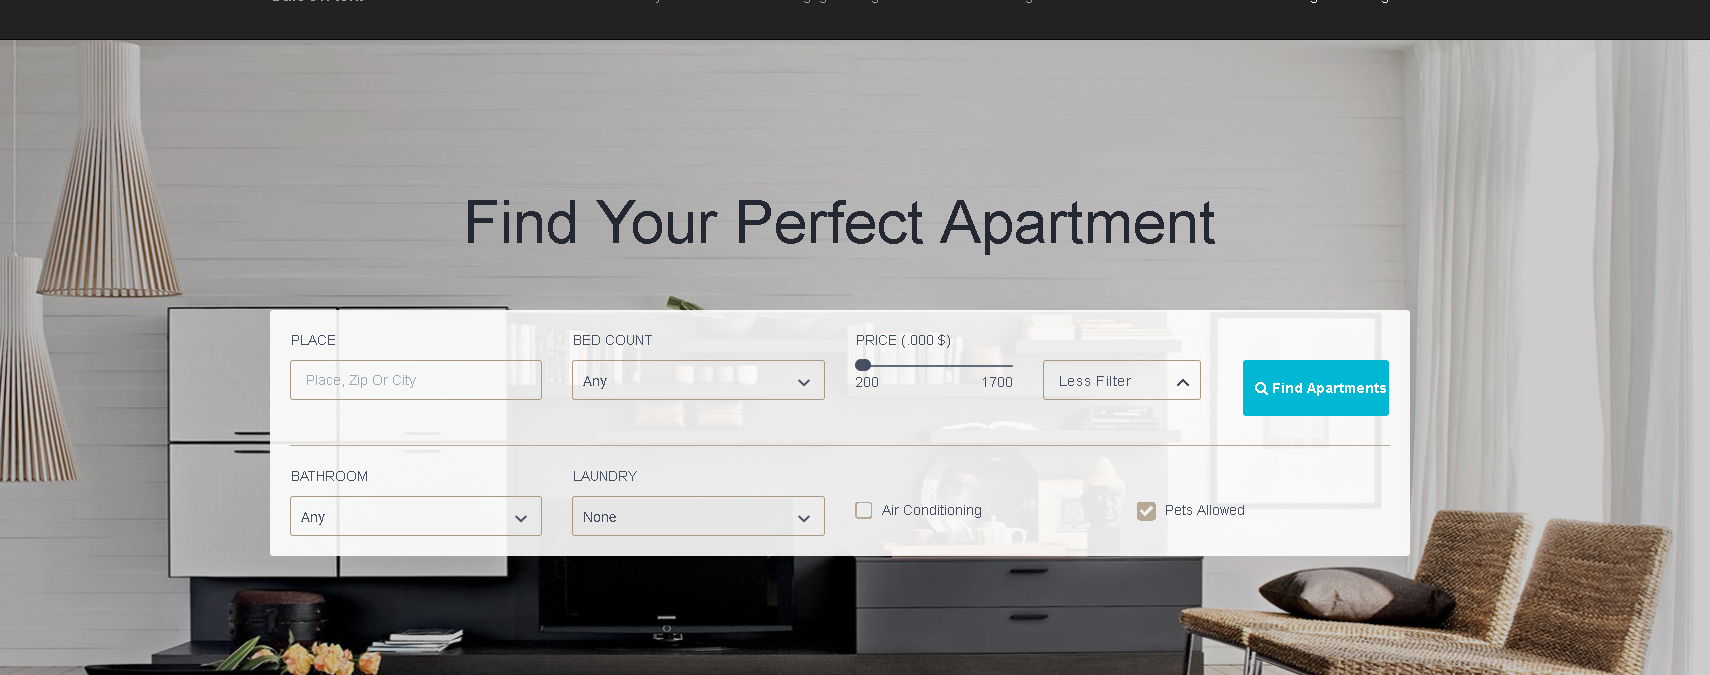 Find Your Perfect Apartment
PLACE
BED COUNT
PRICE (.000 $)
Place, Zip Or City
Any
200
1700
Less Filter
Find Apartments
BATHROOM
LAUNDRY
Any
None
Air Conditioning
Pets Allowed